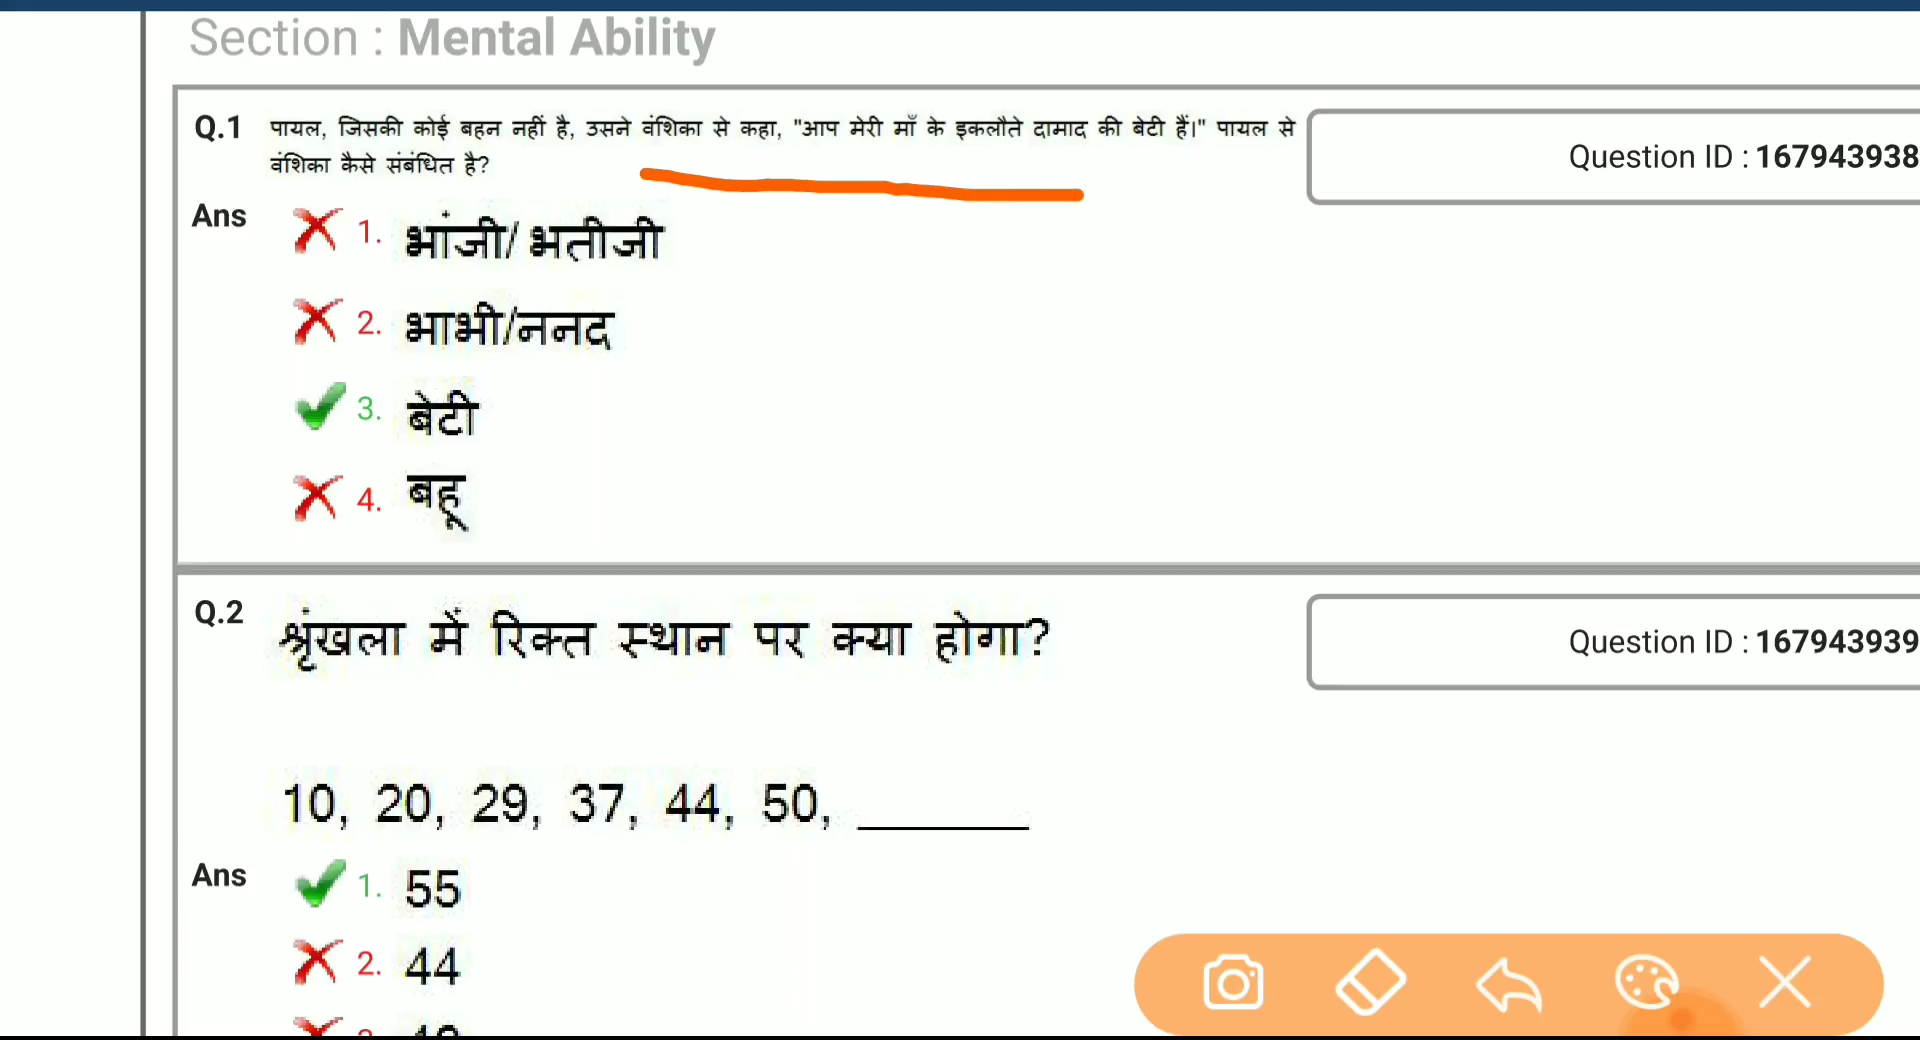 Section : Mental Ability
Q.1 पायल, जिसकी कोई बहन नहीं है, उसने वंशिका से कहा, "आप मेरी माँ के इकलौते दामाद की बेटी हैं।" पायल से
वंशिका कैसे संबंधित है?
Question ID : 167943938
Ans
1. भांजी/ भतीजी
2. भाभी/ननद
3. बेटी
4. बहू
Q.2 श्रृंखला में रिक्त स्थान पर क्या होगा?
Question ID : 167943939
10, 20, 29, 37, 44, 50, _______
Ans
1. 55
2. 44